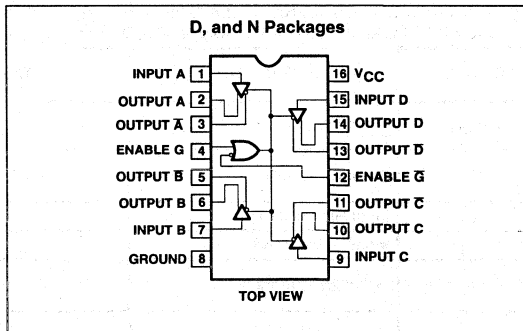 D, and N Packages
INPUT A 1
OUTPUT A 2
OUTPUT A̅ 3
ENABLE G 4
OUTPUT B̅ 5
OUTPUT B 6
INPUT B 7
GROUND 8
16 VCC
15 INPUT D
14 OUTPUT D
13 OUTPUT D̅
12 ENABLE G̅
11 OUTPUT C̅
10 OUTPUT C
9 INPUT C
TOP VIEW